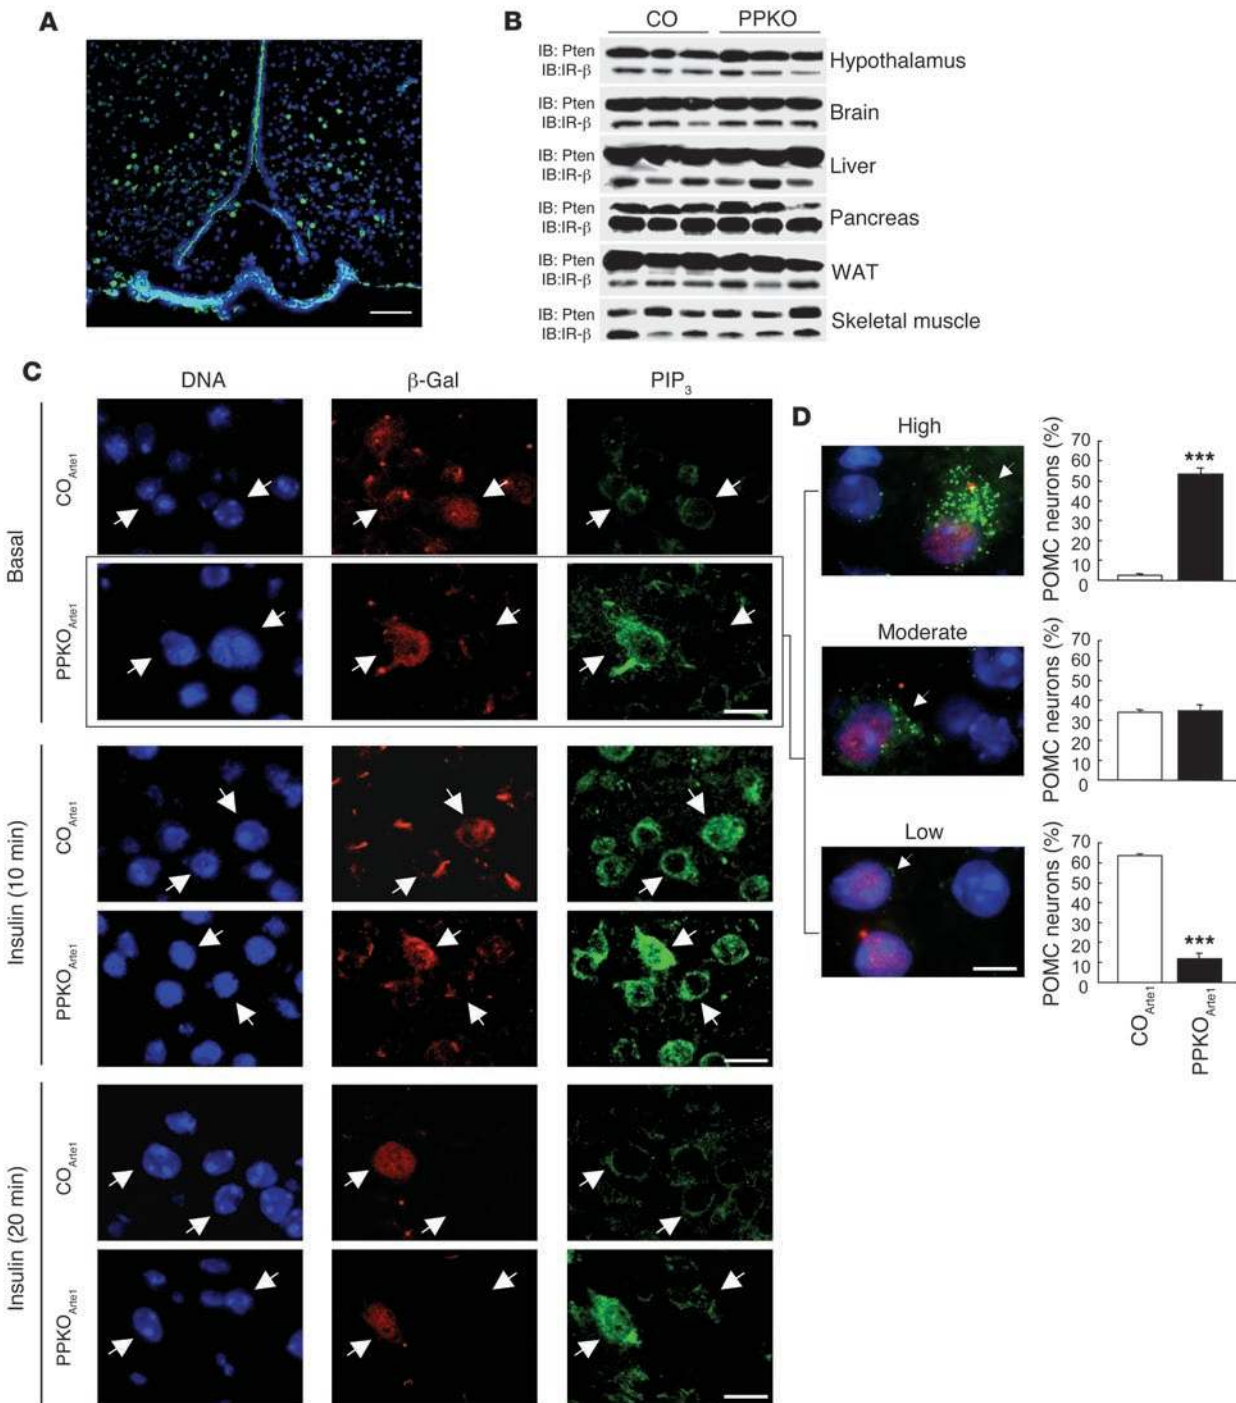 A
B
CO PPKO
IB: Pten
IB:IR-β
Hypothalamus
IB: Pten
IB:IR-β
Brain
IB: Pten
IB:IR-β
Liver
IB: Pten
IB:IR-β
Pancreas
IB: Pten
IB:IR-β
WAT
IB: Pten
IB:IR-β
Skeletal muscle
C
DNA β-Gal PIP3
Basal
COArte1
PPKOArte1
Insulin (10 min)
COArte1
PPKOArte1
Insulin (20 min)
COArte1
PPKOArte1
D
High
POMC neurons (%)
70
60
50
40
30
20
10
0
***
Moderate
POMC neurons (%)
70
60
50
40
30
20
10
0
Low
POMC neurons (%)
70
60
50
40
30
20
10
0
***
COArte1
PPKOArte1